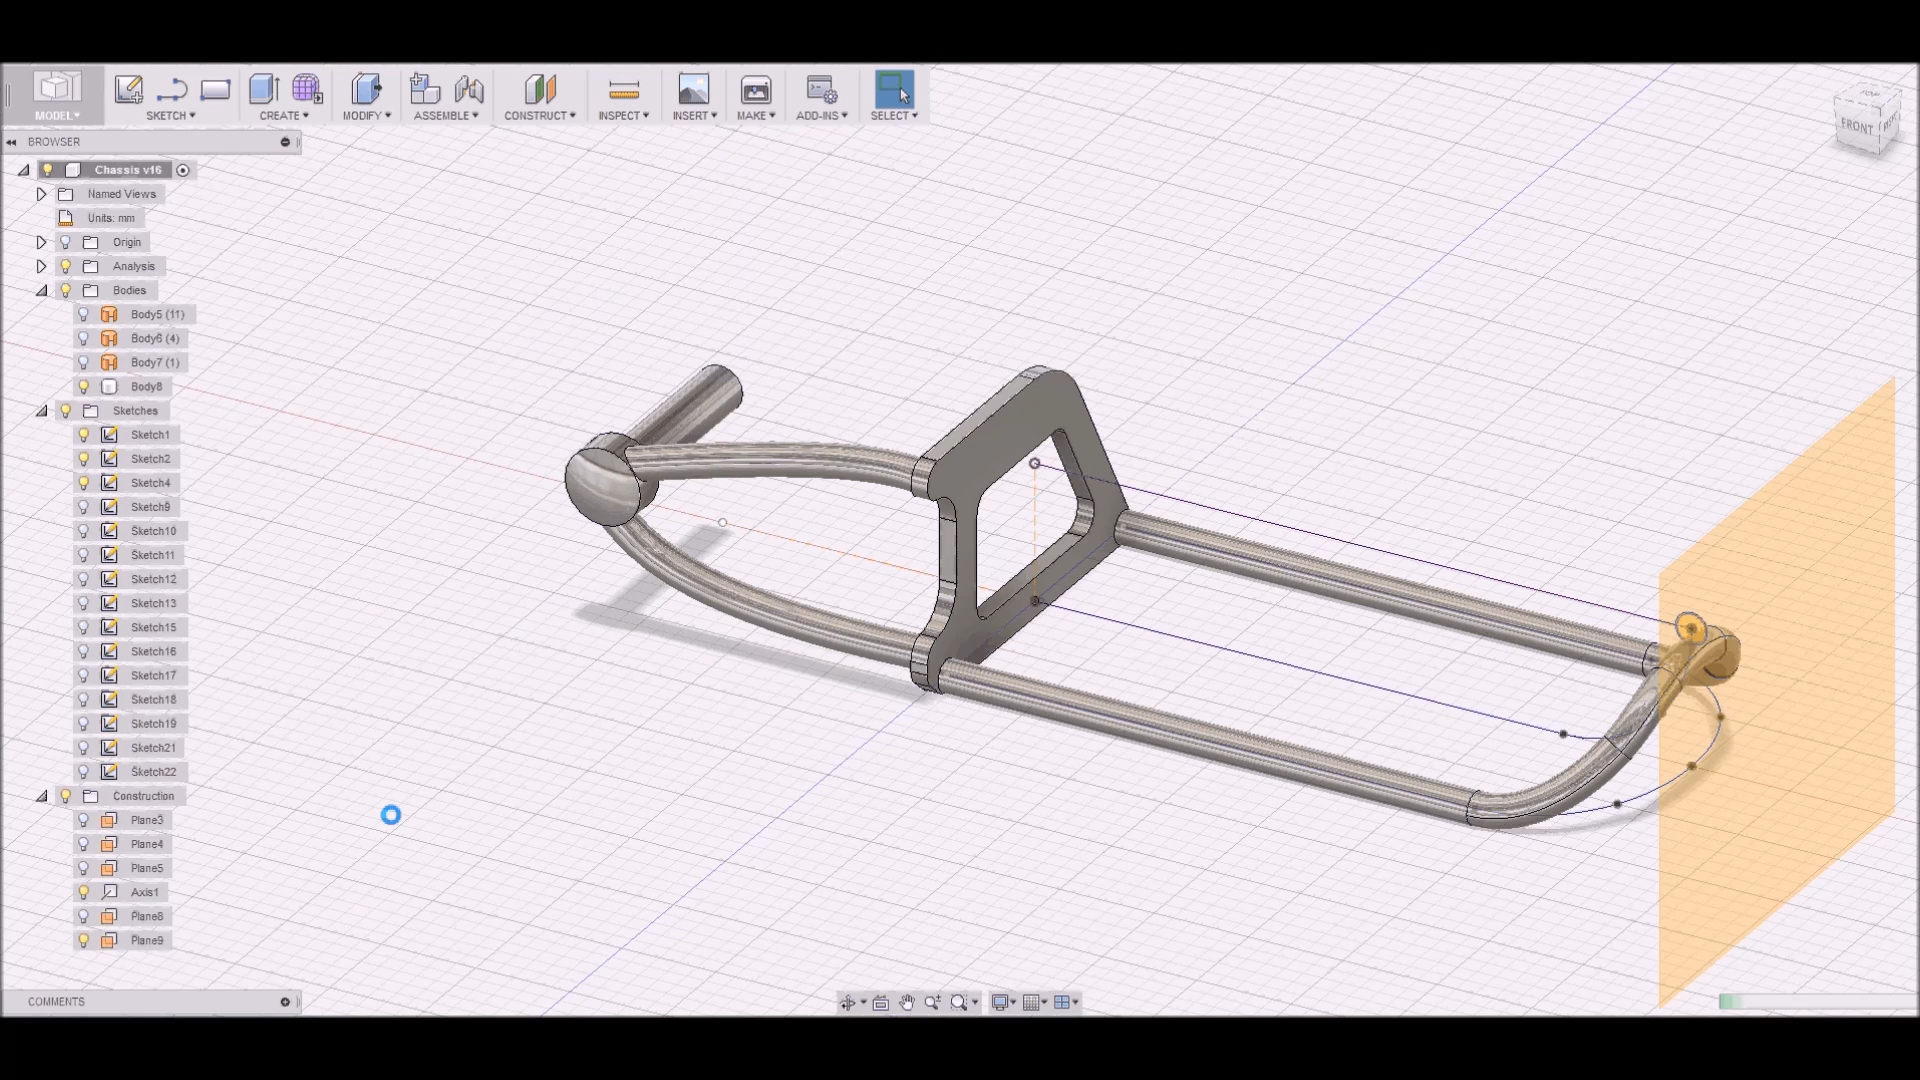 MODEL SKETCH CREATE MODIFY ASSEMBLE CONSTRUCT INSPECT INSERT MAKE ADD-INS SELECT
TOP
FRONT
BROWSER
Chassis v16
Named Views
Units: mm
Origin
Analysis
Bodies
Body5 (11)
Body6 (4)
Body7 (1)
Body8
Sketches
Sketch1
Sketch2
Sketch4
Sketch9
Sketch10
Sketch11
Sketch12
Sketch13
Sketch15
Sketch16
Sketch17
Sketch18
Sketch19
Sketch21
Sketch22
Construction
Plane3
Plane4
Plane5
Axis1
Plane8
Plane9
COMMENTS